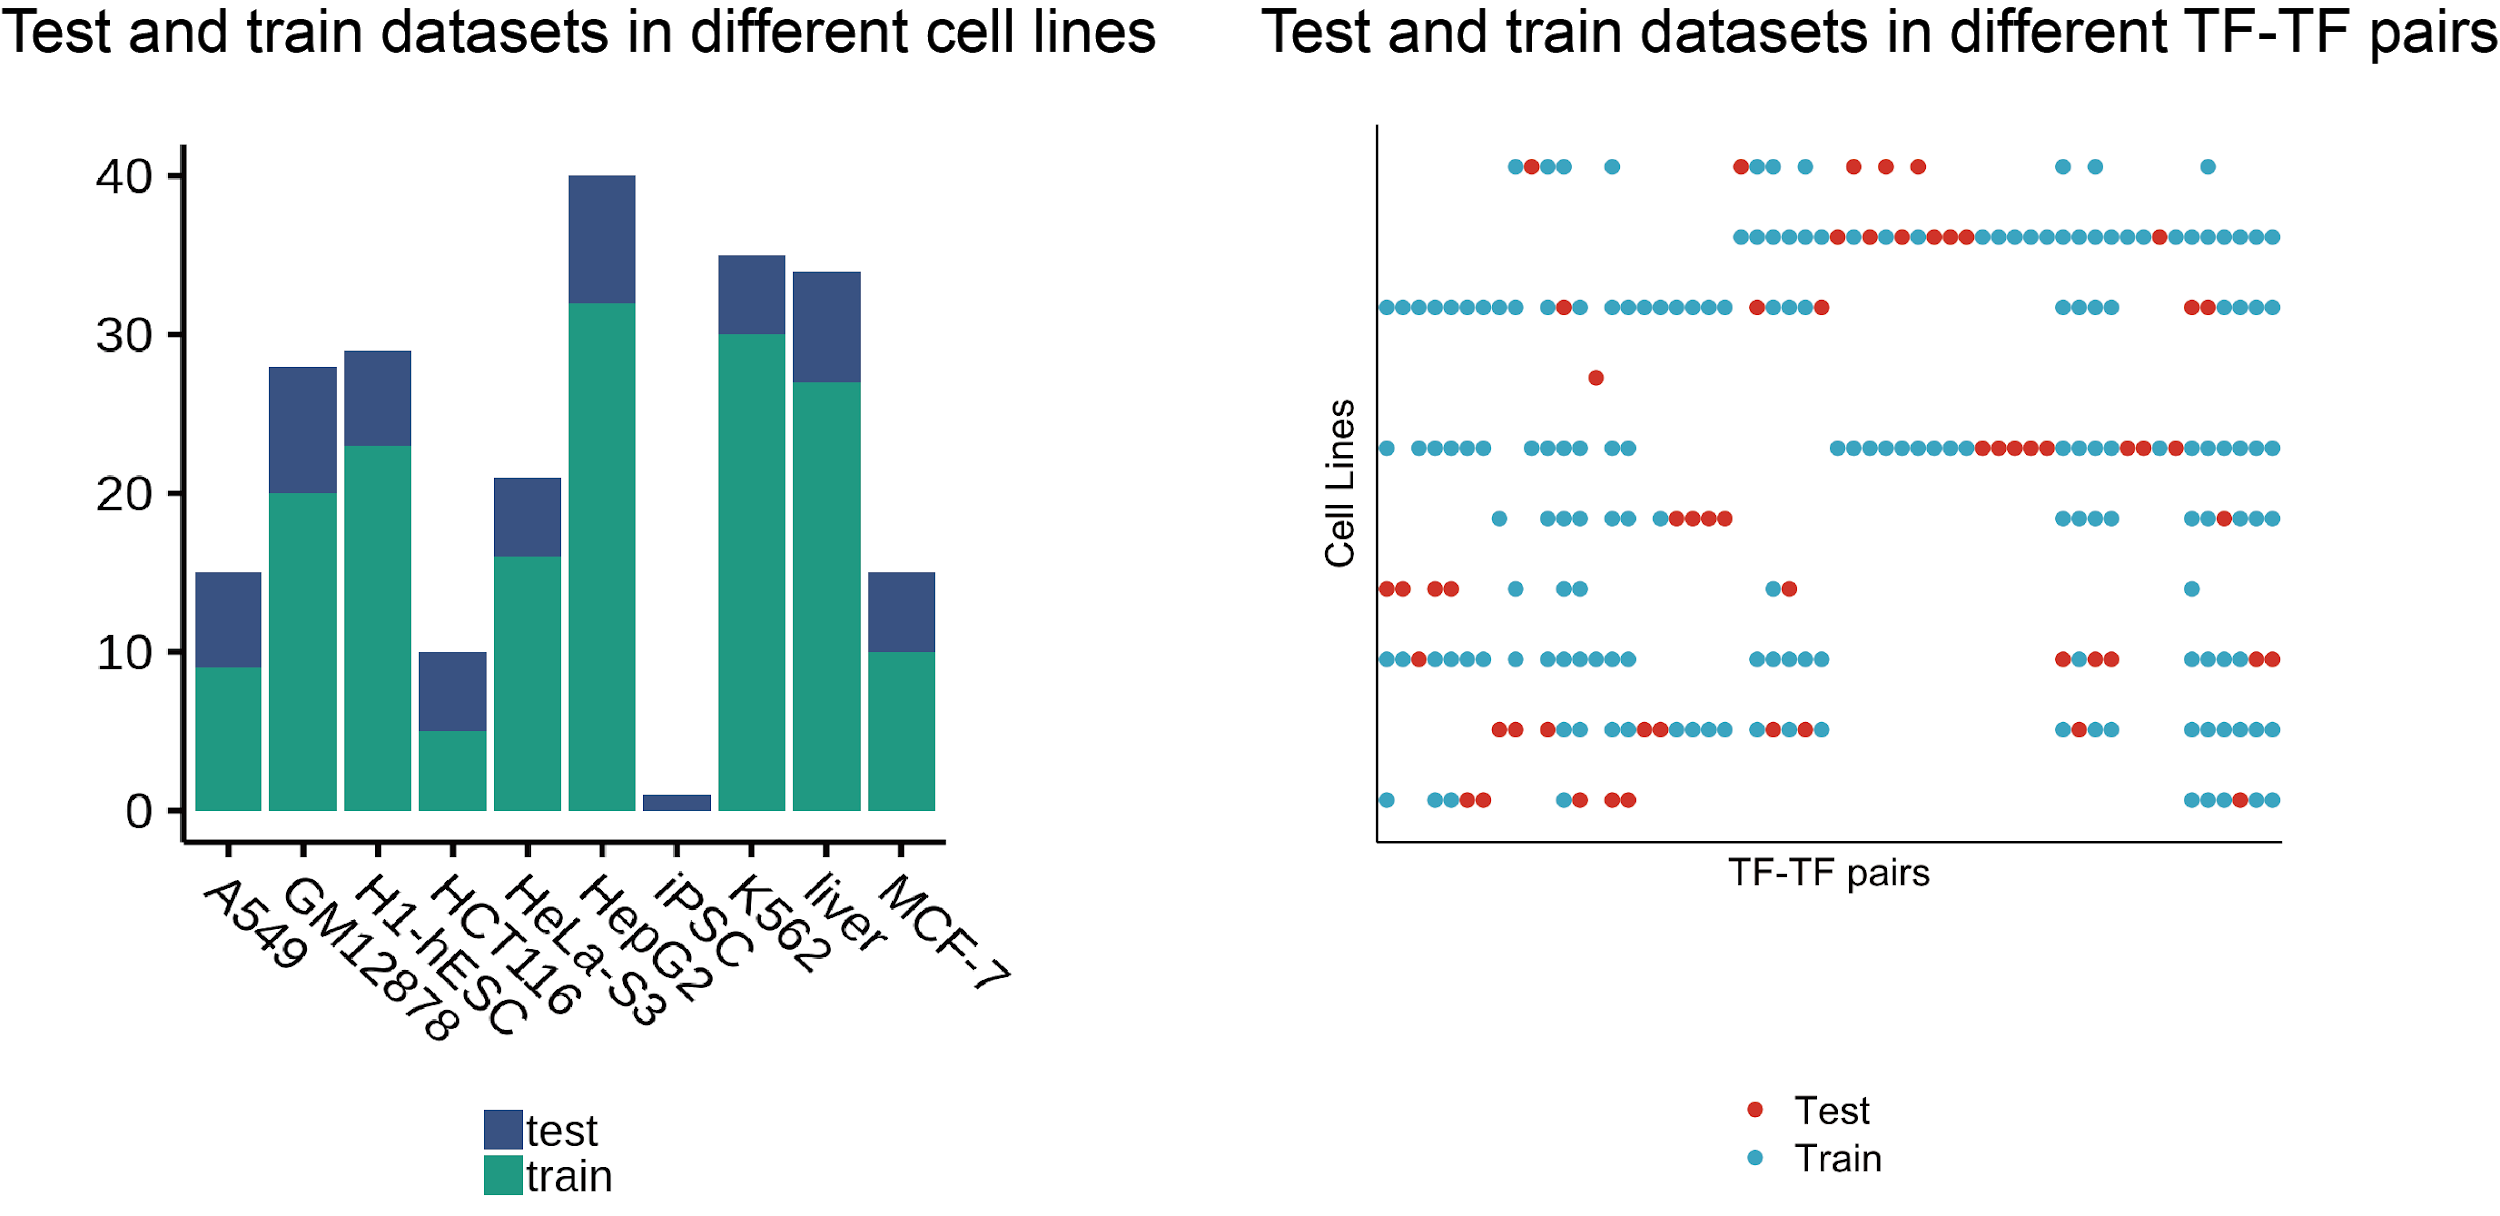 Test and train datasets in different cell lines
40
30
20
10
0
A549
GM12878
H1-hESC
HCT116
HeLa-S3
HepG2
iPSC
K562
liver
MCF-7
test
train
Test and train datasets in different TF-TF pairs
Cell Lines
TF-TF pairs
Test
Train